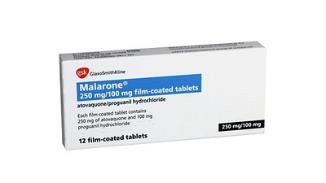 gsk GlaxoSmithKline
Malarone®
250 mg/100 mg film-coated tablets
atovaquone/proguanil hydrochloride
Each film-coated tablet contains
250 mg of atovaquone and 100 mg
proguanil hydrochloride
12 film-coated tablets
250 mg/100 mg